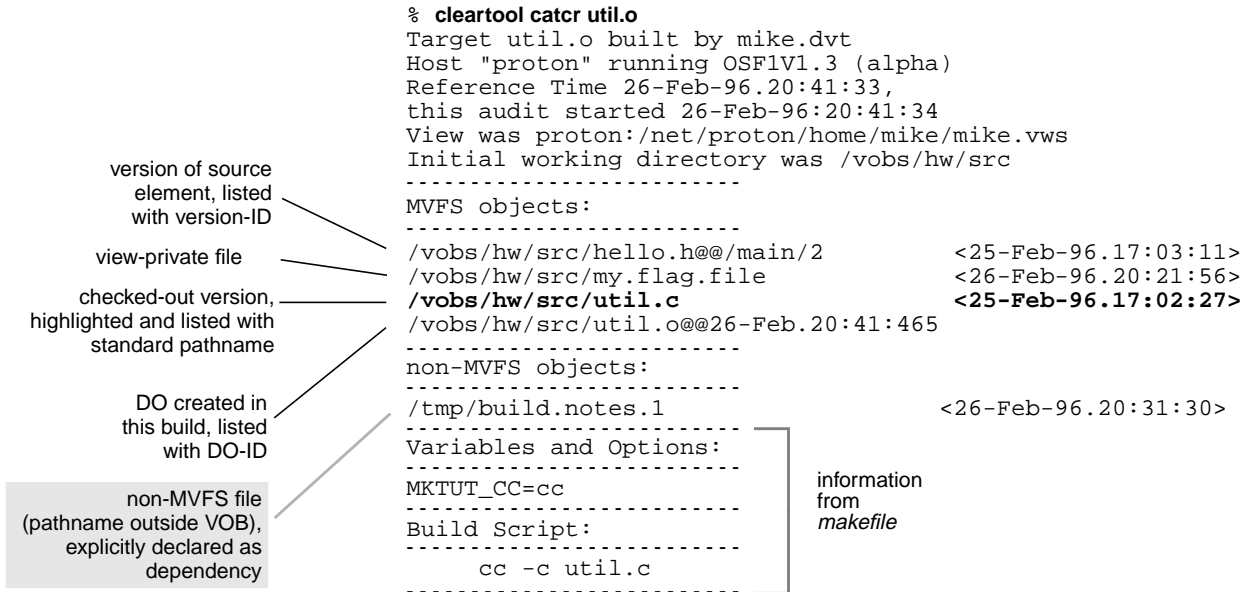 % cleartool catcr util.o
Target util.o built by mike.dvt
Host "proton" running OSF1V1.3 (alpha)
Reference Time 26-Feb-96.20:41:33,
this audit started 26-Feb-96:20:41:34
View was proton:/net/proton/home/mike/mike.vws
Initial working directory was /vobs/hw/src
--------------------------
MVFS objects:
--------------------------
/vobs/hw/src/hello.h@@/main/2 <25-Feb-96.17:03:11>
/vobs/hw/src/my.flag.file <26-Feb-96.20:21:56>
/vobs/hw/src/util.c <25-Feb-96.17:02:27>
/vobs/hw/src/util.o@@26-Feb.20:41:465
--------------------------
non-MVFS objects:
--------------------------
/tmp/build.notes.1 <26-Feb-96.20:31:30>
--------------------------
Variables and Options:
--------------------------
MKTUT_CC=cc
--------------------------
Build Script:
--------------------------
cc -c util.c
--------------------------
version of source
element, listed
with version-ID
view-private file
checked-out version,
highlighted and listed with
standard pathname
DO created in
this build, listed
with DO-ID
non-MVFS file
(pathname outside VOB),
explicitly declared as
dependency
information
from
makefile